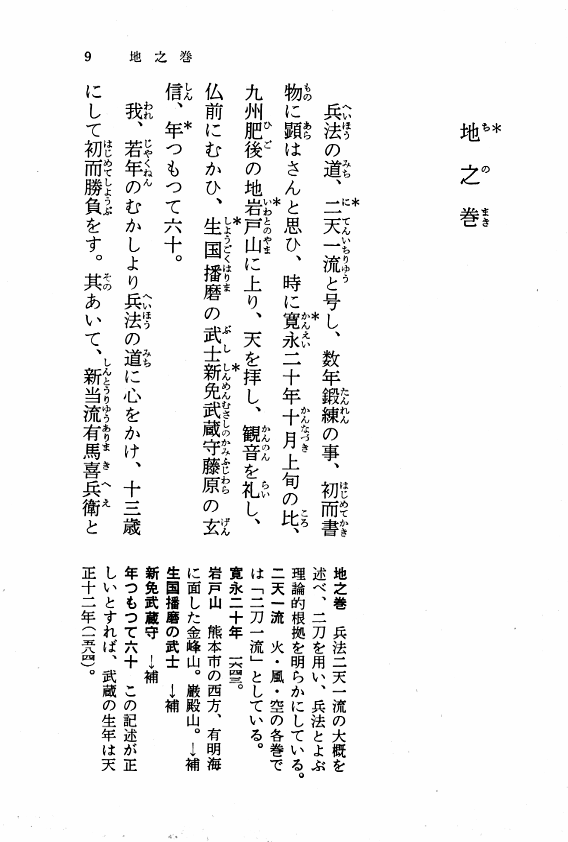 9 地之巻
地之巻*
兵法の道、二天一流*と号し、数年鍛練の事、初而書
物に顕はさんと思ひ、時に寛永二十年*十月上旬の比、
九州肥後の地岩戸山*に上り、天を拝し、観音を礼し、
仏前にむかひ、生国播磨*の武士新免武蔵守*藤原の玄
信、年*つもつて六十。
我、若年のむかしより兵法の道に心をかけ、十三歳
にして初而勝負をす。其あいて、新当流有馬喜兵衛と
地之巻 兵法二天一流の大概を
述べ、二刀を用い、兵法とよぶ
理論的根拠を明らかにしている。
二天一流 火・風・空の各巻で
は「二刀一流」としている。
寛永二十年 一六四三。
岩戸山 熊本市の西方、有明海
に面した金峰山。巌殿山。→補
生国播磨の武士 →補
新免武蔵守 →補
年つもつて六十 この記述が正
しいとすれば、武蔵の生年は天
正十二年(一五八四)。